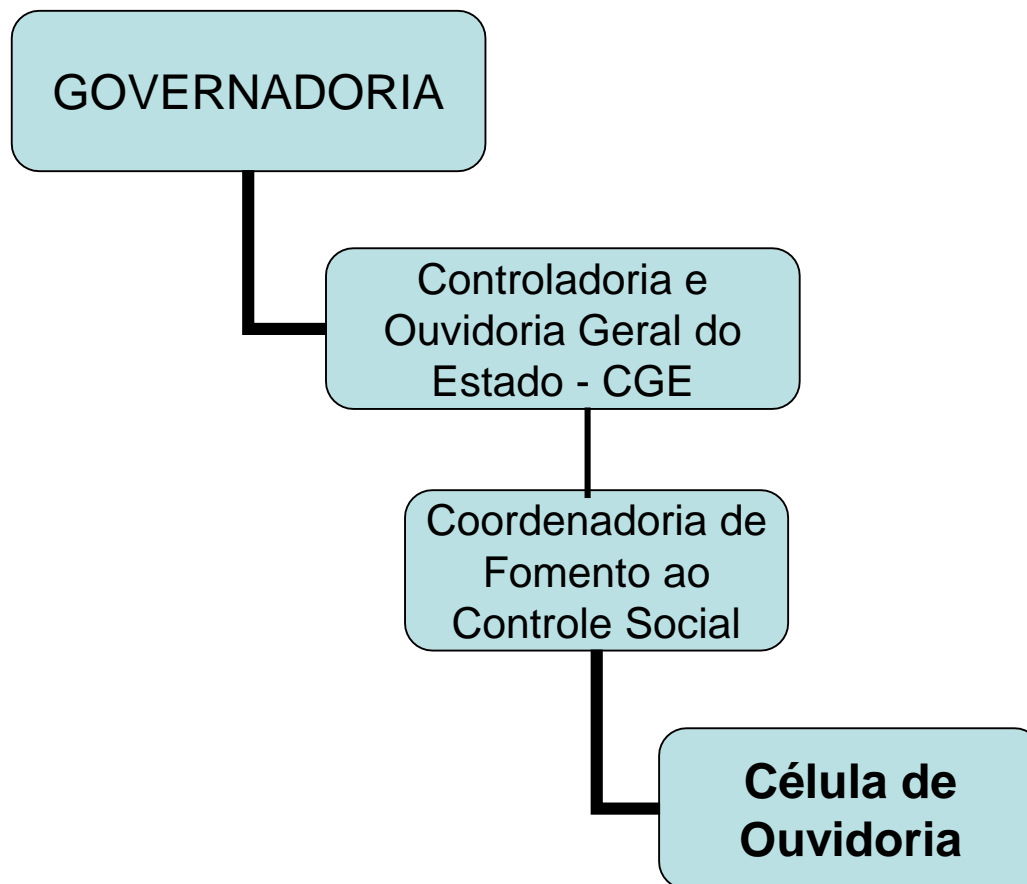 GOVERNADORIA
Controladoria e
Ouvidoria Geral do
Estado - CGE
Coordenadoria de
Fomento ao
Controle Social
Célula de
Ouvidoria